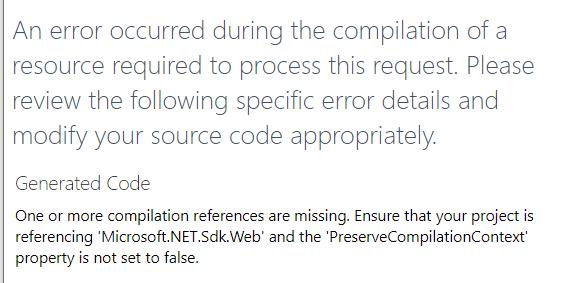 An error occurred during the compilation of a
resource required to process this request. Please
review the following specific error details and
modify your source code appropriately.
Generated Code
One or more compilation references are missing. Ensure that your project is
referencing 'Microsoft.NET.Sdk.Web' and the 'PreserveCompilationContext'
property is not set to false.